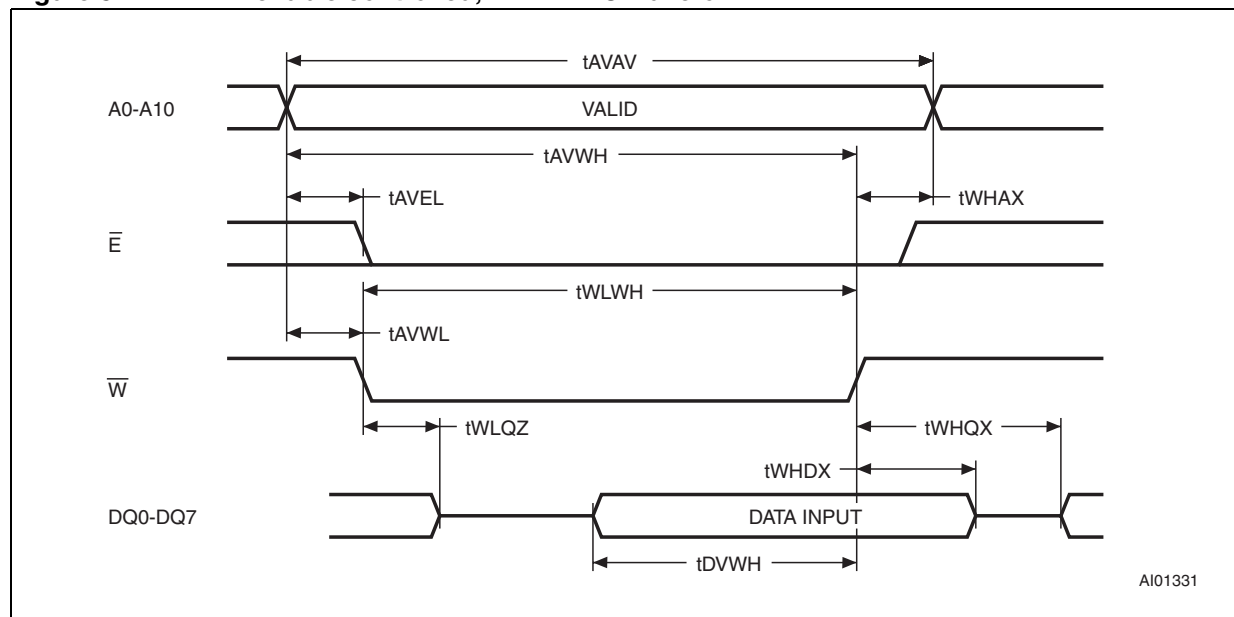 tAVAV
A0-A10
VALID
tAVWH
tAVEL
tWHAX
E̅
tWLWH
tAVWL
W̅
tWLQZ
tWHQX
tWHDX
DQ0-DQ7
DATA INPUT
tDVWH
AI01331